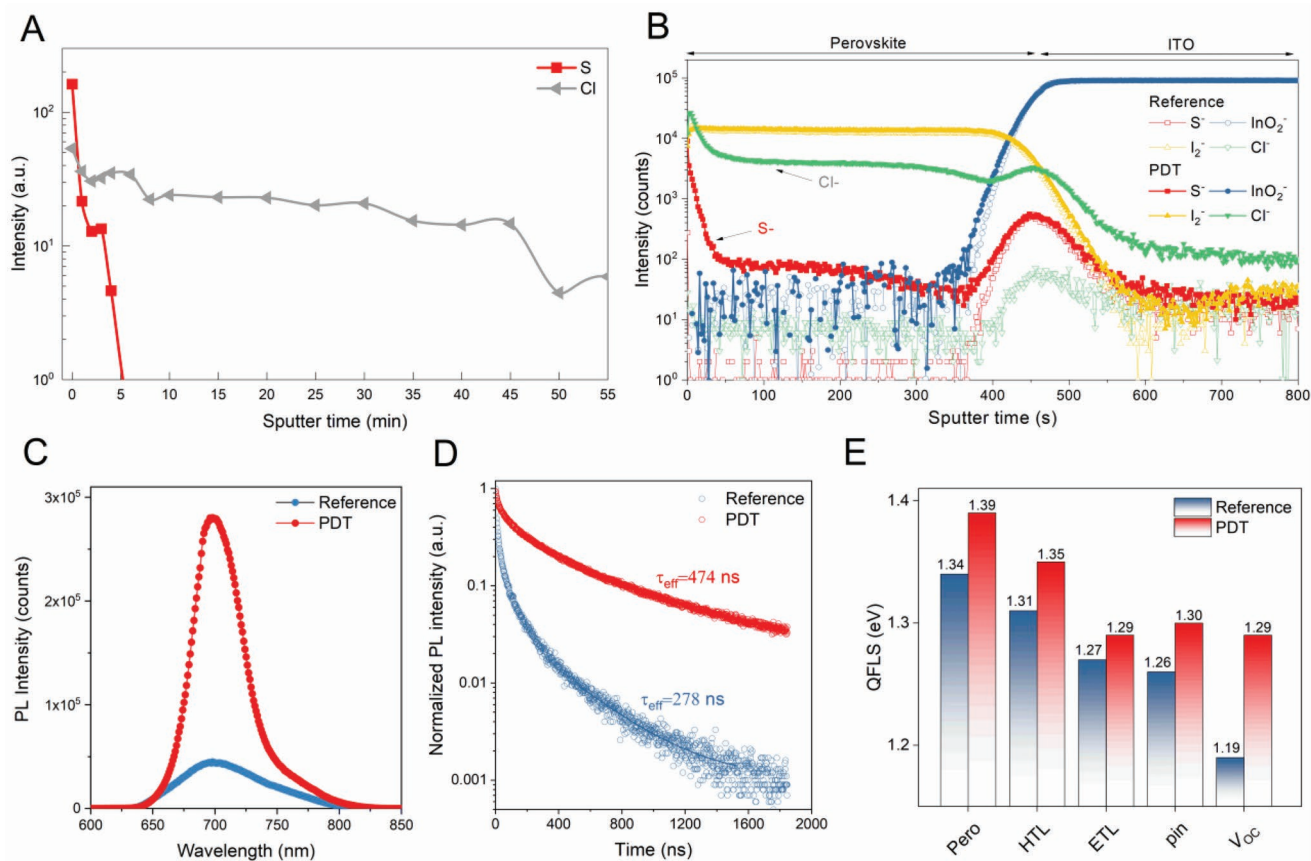 A
S
Cl
Intensity (a.u.)
10²
10¹
10⁰
0 5 10 15 20 25 30 35 40 45 50 55
Sputter time (min)
B
Perovskite
ITO
Intensity (counts)
10⁵
10⁴
10³
10²
10¹
10⁰
Reference
S⁻ InO₂⁻
I₂⁻ Cl⁻
PDT
S⁻ InO₂⁻
I₂⁻ Cl⁻
Cl-
S-
0 100 200 300 400 500 600 700 800
Sputter time (s)
C
Reference
PDT
PL Intensity (counts)
3x10⁵
2x10⁵
1x10⁵
0
600 650 700 750 800 850
Wavelength (nm)
D
Reference
PDT
Normalized PL intensity (a.u.)
1
0.1
0.01
0.001
τeff=474 ns
τeff=278 ns
0 400 800 1200 1600 2000
Time (ns)
E
Reference
PDT
QFLS (eV)
1.4
1.3
1.2
1.34 1.39
1.31 1.35
1.27 1.29
1.26 1.30
1.19 1.29
Pero HTL ETL pin VOC